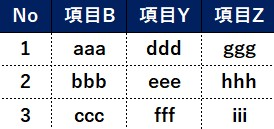 No 項目B 項目Y 項目Z
1 aaa ddd ggg
2 bbb eee hhh
3 ccc fff iii